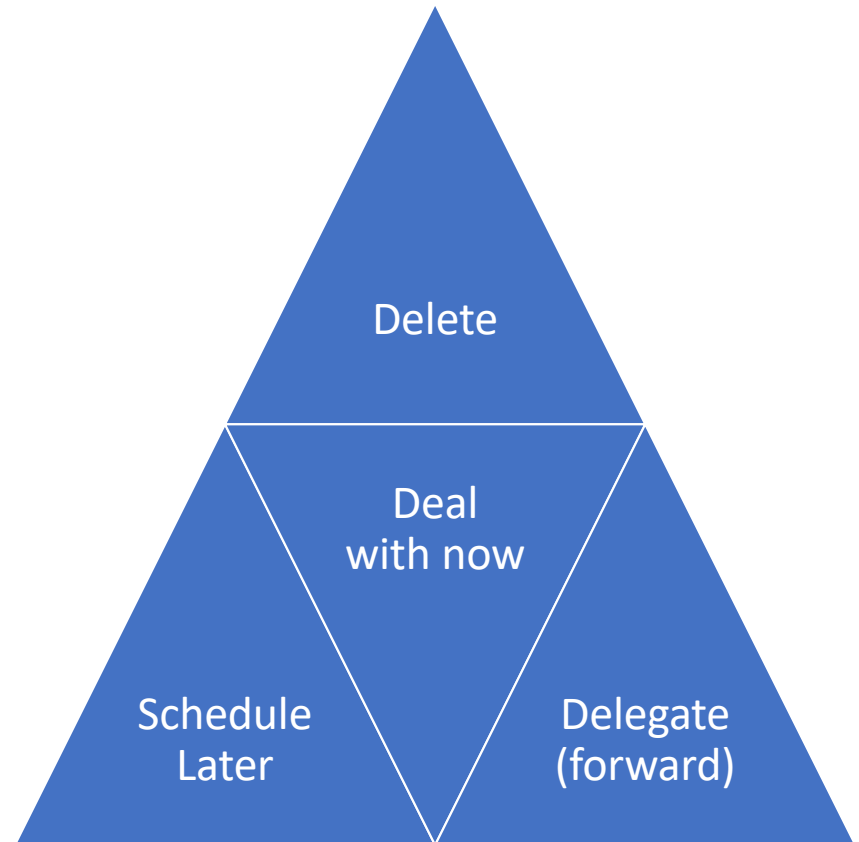 Delete
Deal
with now
Schedule
Later
Delegate
(forward)